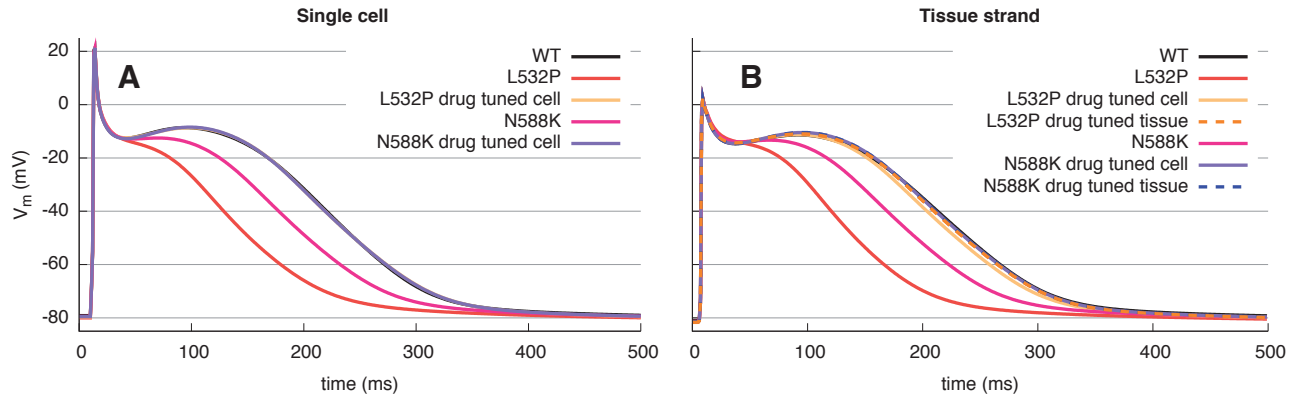 Single cell
A
WT
L532P
L532P drug tuned cell
N588K
N588K drug tuned cell
20
0
-20
-40
-60
-80
V_m (mV)
0 100 200 300 400 500
time (ms)
Tissue strand
B
WT
L532P
L532P drug tuned cell
L532P drug tuned tissue
N588K
N588K drug tuned cell
N588K drug tuned tissue
0 100 200 300 400 500
time (ms)